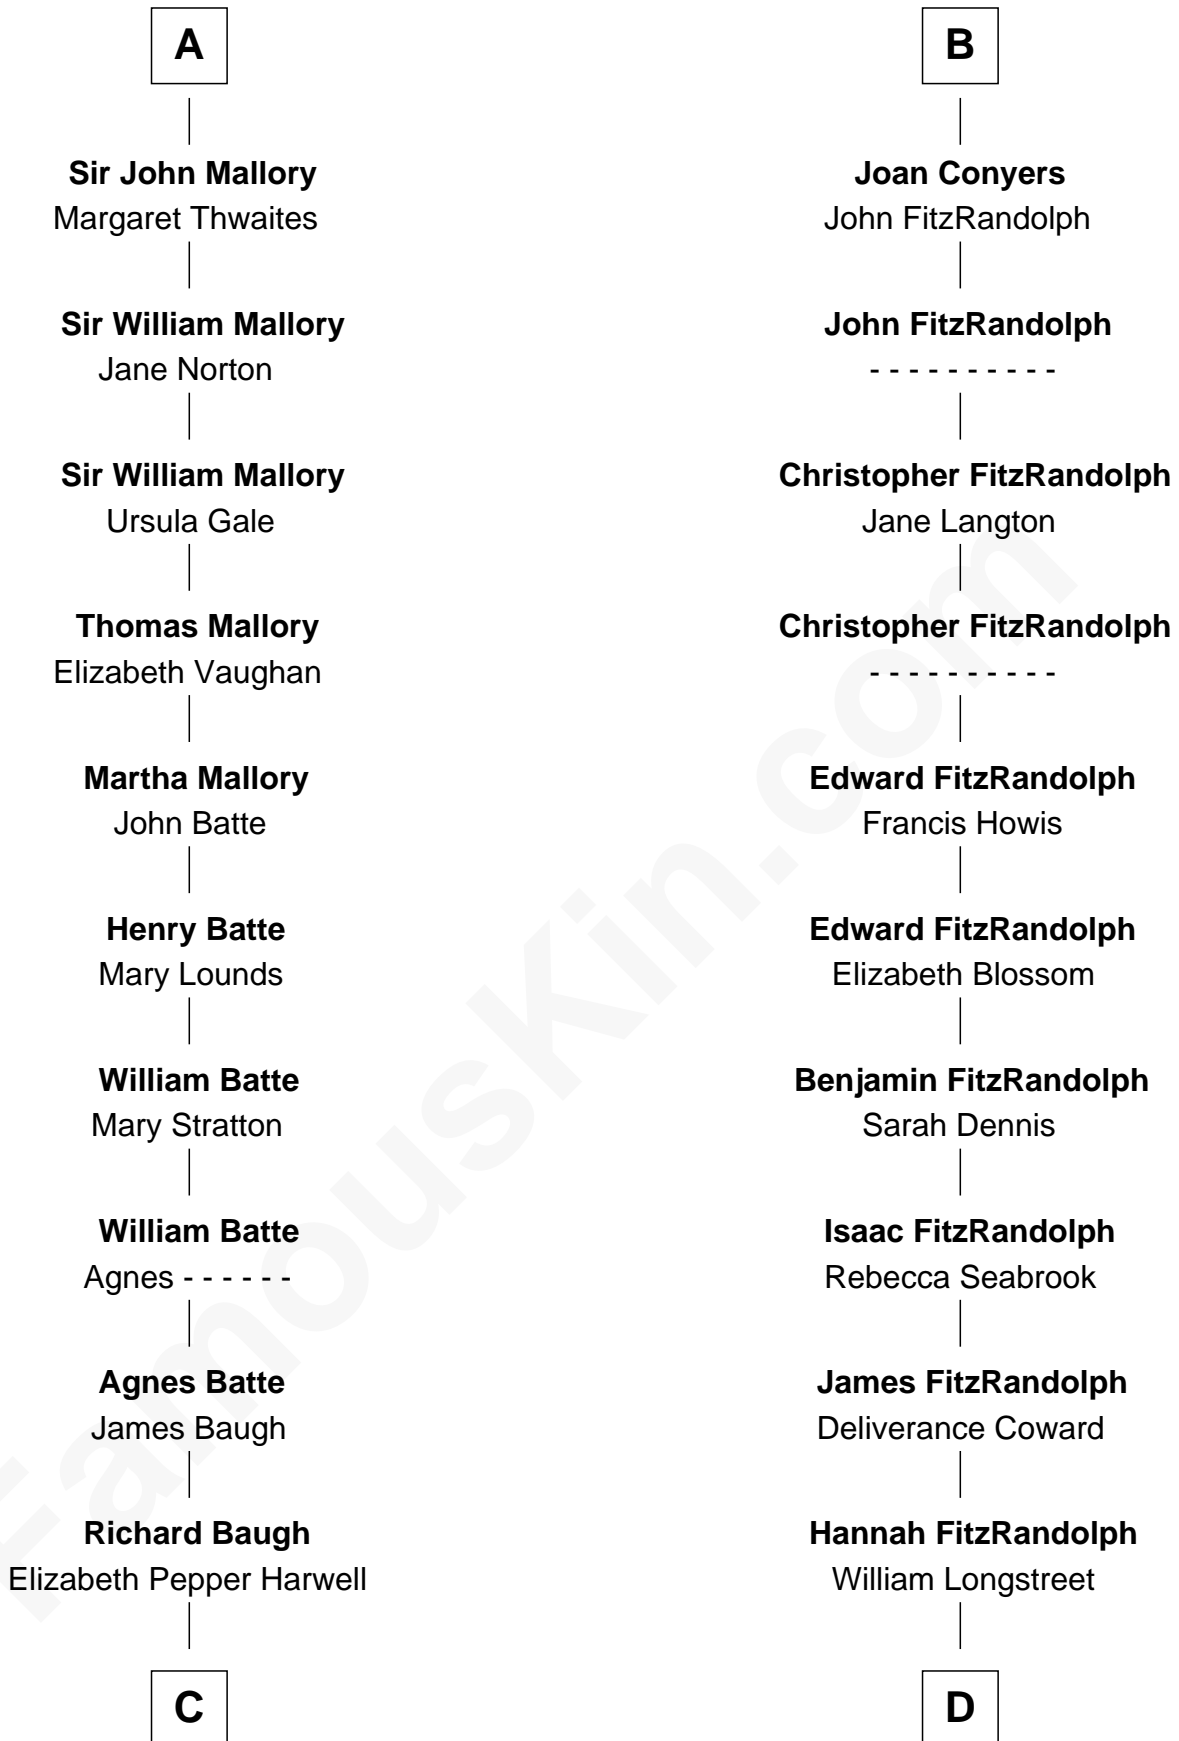 A
Sir John Mallory
Margaret Thwaites
Sir William Mallory
Jane Norton
Sir William Mallory
Ursula Gale
Thomas Mallory
Elizabeth Vaughan
Martha Mallory
John Batte
Henry Batte
Mary Lounds
William Batte
Mary Stratton
William Batte
Agnes - - - - - -
Agnes Batte
James Baugh
Richard Baugh
Elizabeth Pepper Harwell
C
B
Joan Conyers
John FitzRandolph
John FitzRandolph
- - - - - - - - - -
Christopher FitzRandolph
Jane Langton
Christopher FitzRandolph
- - - - - - - - - -
Edward FitzRandolph
Francis Howis
Edward FitzRandolph
Elizabeth Blossom
Benjamin FitzRandolph
Sarah Dennis
Isaac FitzRandolph
Rebecca Seabrook
James FitzRandolph
Deliverance Coward
Hannah FitzRandolph
William Longstreet
D
FamousKin.com